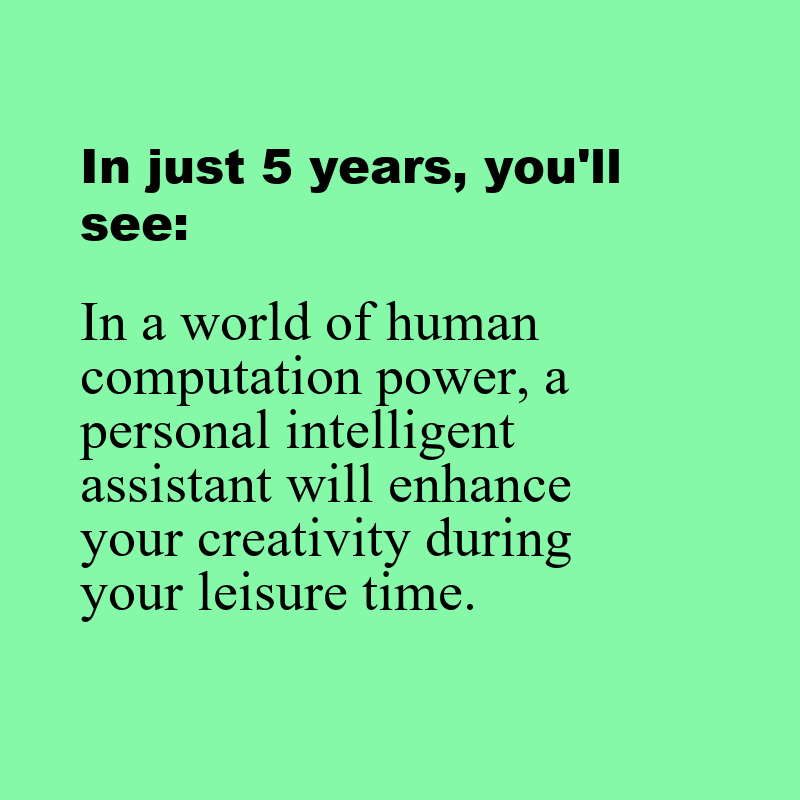 In just 5 years, you'll
see:
In a world of human
computation power, a
personal intelligent
assistant will enhance
your creativity during
your leisure time.